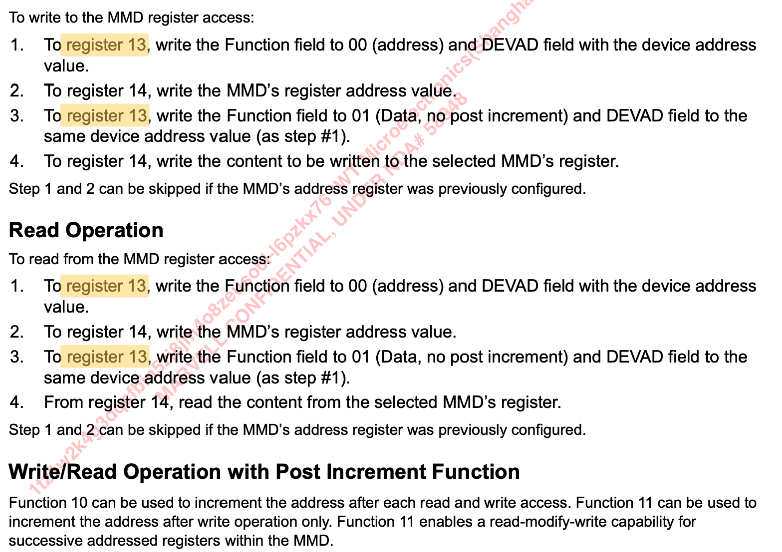 To write to the MMD register access:
1. To register 13, write the Function field to 00 (address) and DEVAD field with the device address
value.
2. To register 14, write the MMD's register address value.
3. To register 13, write the Function field to 01 (Data, no post increment) and DEVAD field to the
same device address value (as step #1).
4. To register 14, write the content to be written to the selected MMD's register.
Step 1 and 2 can be skipped if the MMD's address register was previously configured.
Read Operation
To read from the MMD register access:
1. To register 13, write the Function field to 00 (address) and DEVAD field with the device address
value.
2. To register 14, write the MMD's register address value.
3. To register 13, write the Function field to 01 (Data, no post increment) and DEVAD field to the
same device address value (as step #1).
4. From register 14, read the content from the selected MMD's register.
Step 1 and 2 can be skipped if the MMD's address register was previously configured.
Write/Read Operation with Post Increment Function
Function 10 can be used to increment the address after each read and write access. Function 11 can be used to
increment the address after write operation only. Function 11 enables a read-modify-write capability for
successive addressed registers within the MMD.
MARVELL CONFIDENTIAL, UNDER NDA#